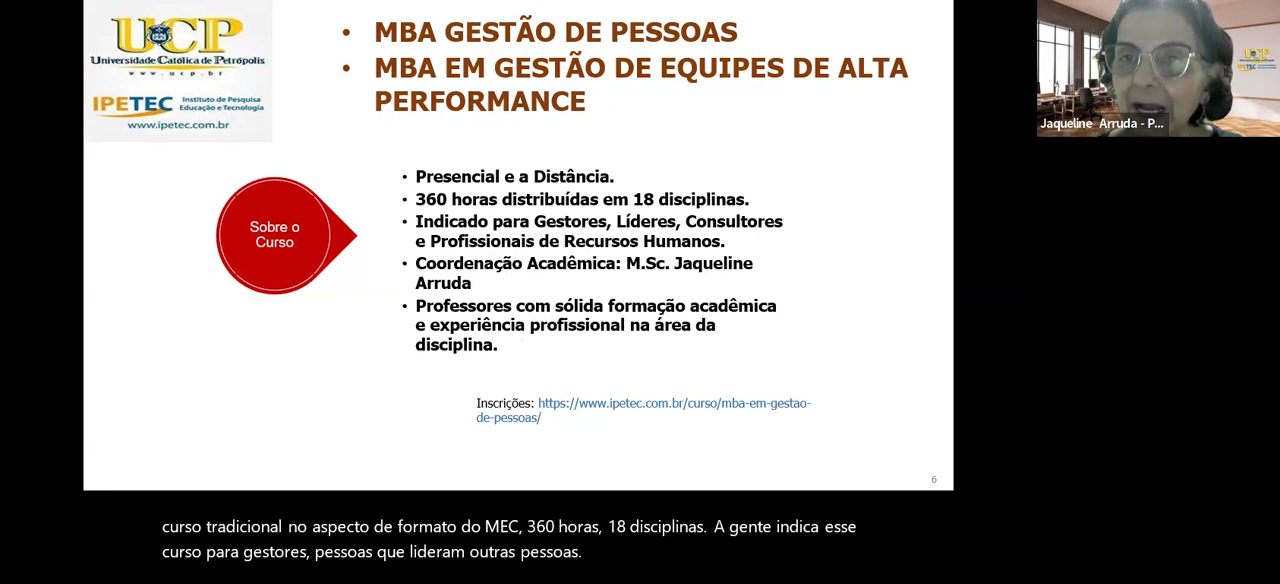 UCP
Universidade Católica de Petrópolis
www.ucp.br
IPETEC Instituto de Pesquisa
Educação e Tecnologia
www.ipetec.com.br
• MBA GESTÃO DE PESSOAS
• MBA EM GESTÃO DE EQUIPES DE ALTA
PERFORMANCE
Sobre o
Curso
• Presencial e a Distância.
• 360 horas distribuídas em 18 disciplinas.
• Indicado para Gestores, Líderes, Consultores
e Profissionais de Recursos Humanos.
• Coordenação Acadêmica: M.Sc. Jaqueline
Arruda
• Professores com sólida formação acadêmica
e experiência profissional na área da
disciplina.
Inscrições: https://www.ipetec.com.br/curso/mba-em-gestao-
de-pessoas/
6
UCP
IPETEC
Jaqueline Arruda - P...
curso tradicional no aspecto de formato do MEC, 360 horas, 18 disciplinas. A gente indica esse
curso para gestores, pessoas que lideram outras pessoas.